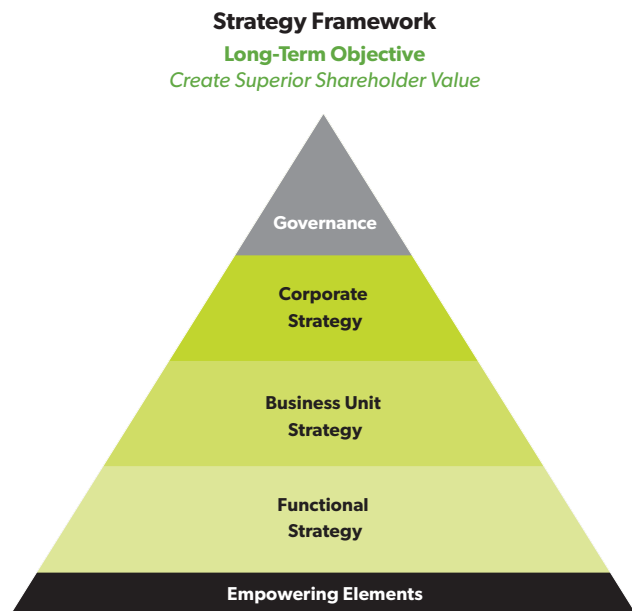 Strategy Framework
Long-Term Objective
Create Superior Shareholder Value
Governance
Corporate
Strategy
Business Unit
Strategy
Functional
Strategy
Empowering Elements